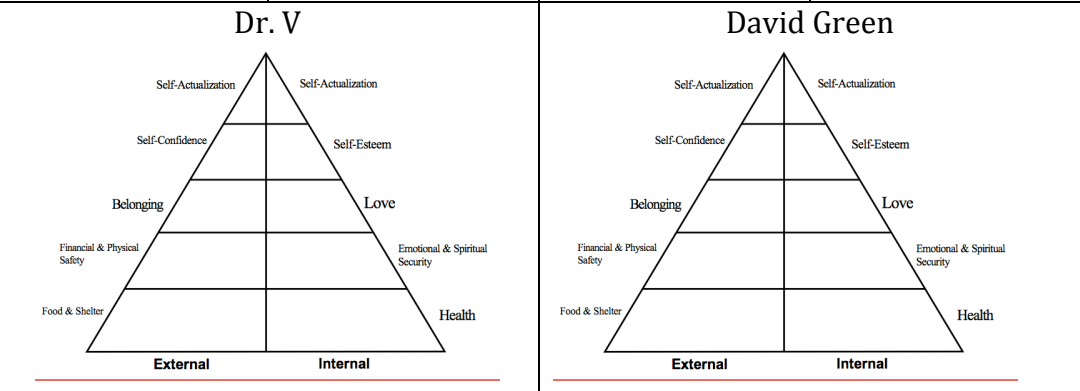 Dr. V
Self-Actualization
Self-Actualization
Self-Confidence
Self-Esteem
Belonging
Love
Financial & Physical
Safety
Emotional & Spiritual
Security
Food & Shelter
Health
External
Internal
David Green
Self-Actualization
Self-Actualization
Self-Confidence
Self-Esteem
Belonging
Love
Financial & Physical
Safety
Emotional & Spiritual
Security
Food & Shelter
Health
External
Internal